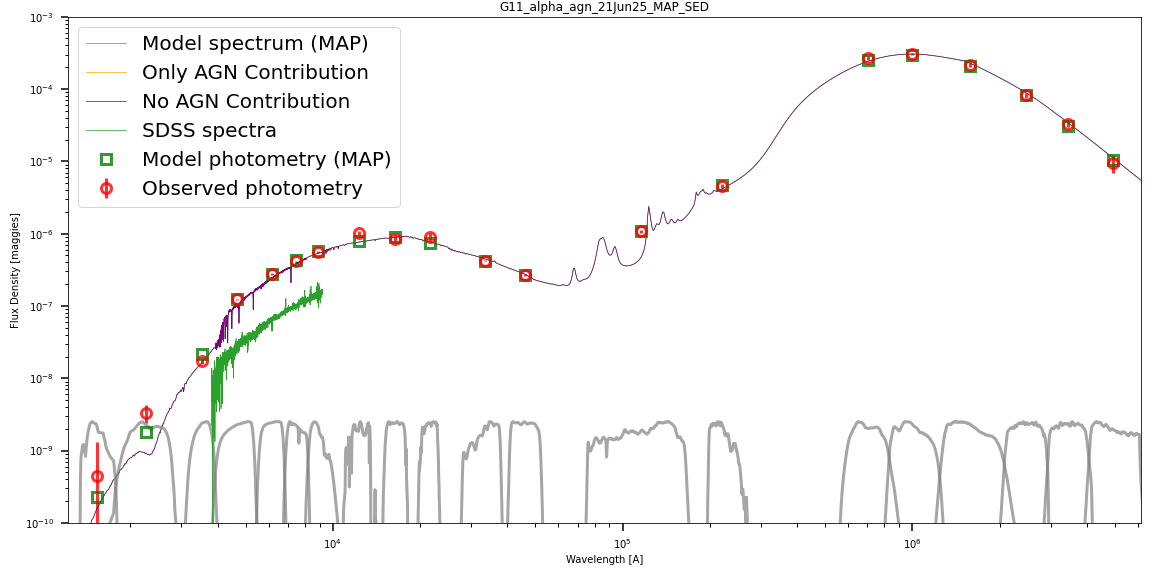 G11_alpha_agn_21Jun25_MAP_SED
10⁻³
10⁻⁴
10⁻⁵
10⁻⁶
10⁻⁷
10⁻⁸
10⁻⁹
10⁻¹⁰
Flux Density [maggies]
Model spectrum (MAP)
Only AGN Contribution
No AGN Contribution
SDSS spectra
Model photometry (MAP)
Observed photometry
10⁴ 10⁵ 10⁶
Wavelength [A]